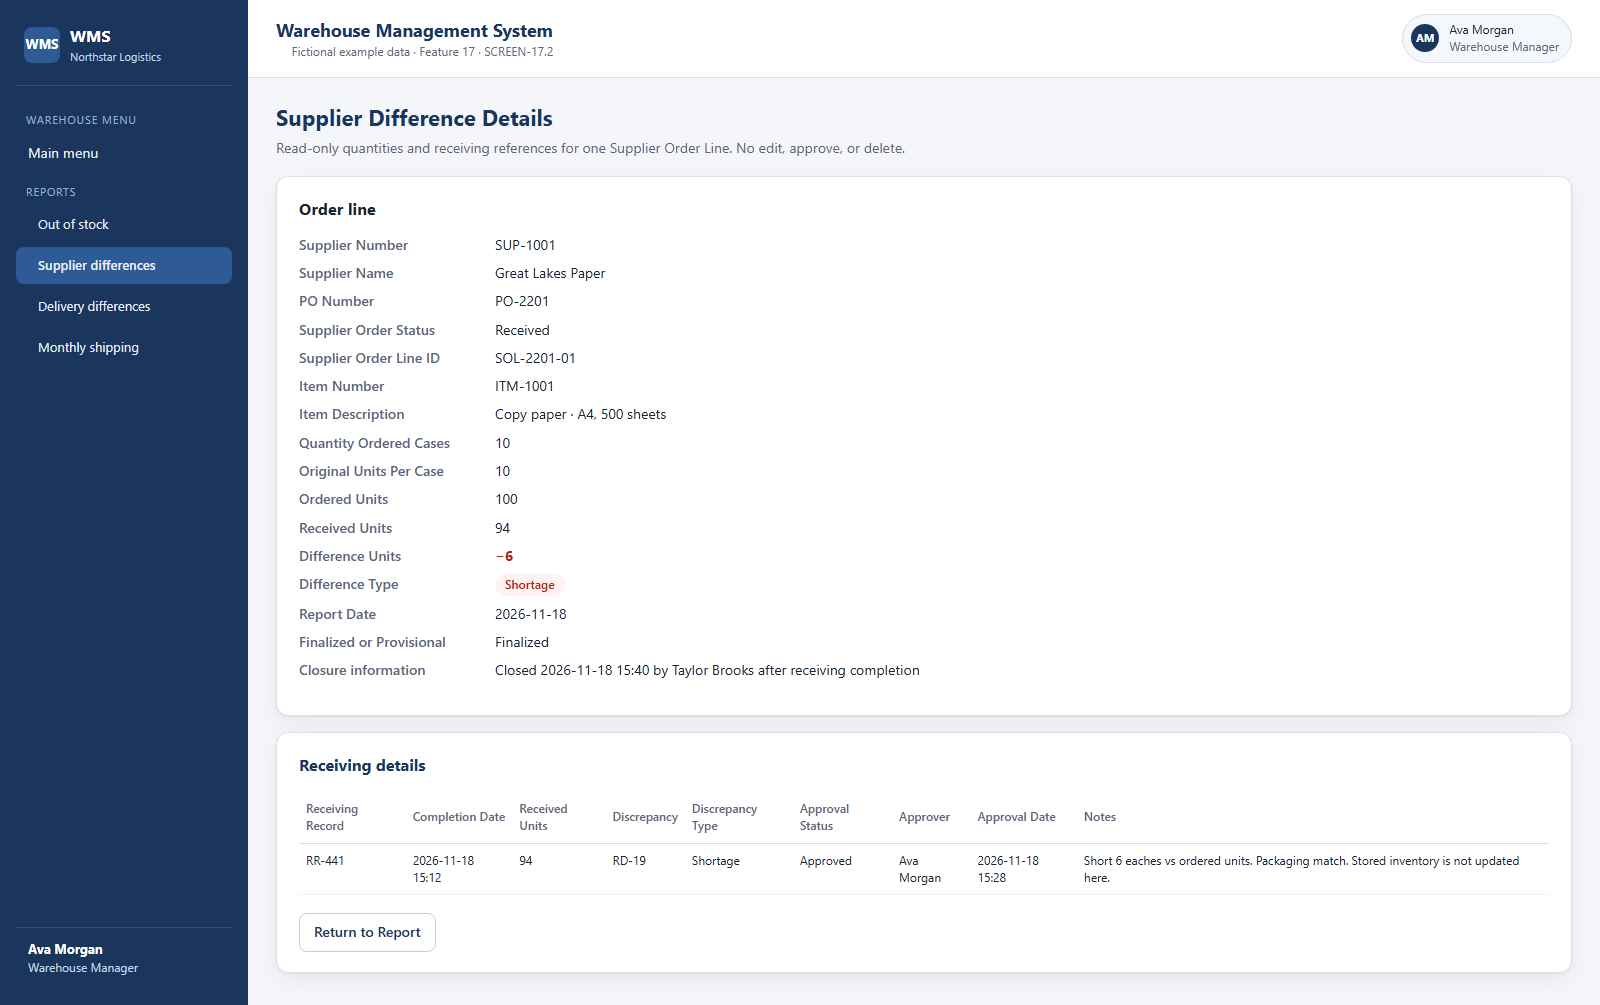 WMS
WMS
Northstar Logistics
WAREHOUSE MENU
Main menu
REPORTS
Out of stock
Supplier differences
Delivery differences
Monthly shipping
Ava Morgan
Warehouse Manager
Warehouse Management System
Fictional example data · Feature 17 · SCREEN-17.2
AM
Ava Morgan
Warehouse Manager
Supplier Difference Details
Read-only quantities and receiving references for one Supplier Order Line. No edit, approve, or delete.
Order line
Supplier Number SUP-1001
Supplier Name Great Lakes Paper
PO Number PO-2201
Supplier Order Status Received
Supplier Order Line ID SOL-2201-01
Item Number ITM-1001
Item Description Copy paper · A4, 500 sheets
Quantity Ordered Cases 10
Original Units Per Case 10
Ordered Units 100
Received Units 94
Difference Units −6
Difference Type Shortage
Report Date 2026-11-18
Finalized or Provisional Finalized
Closure information Closed 2026-11-18 15:40 by Taylor Brooks after receiving completion
Receiving details
Receiving Record Completion Date Received Units Discrepancy Discrepancy Type Approval Status Approver Approval Date Notes
RR-441 2026-11-18 15:12 94 RD-19 Shortage Approved Ava Morgan 2026-11-18 15:28 Short 6 eaches vs ordered units. Packaging match. Stored inventory is not updated here.
Return to Report